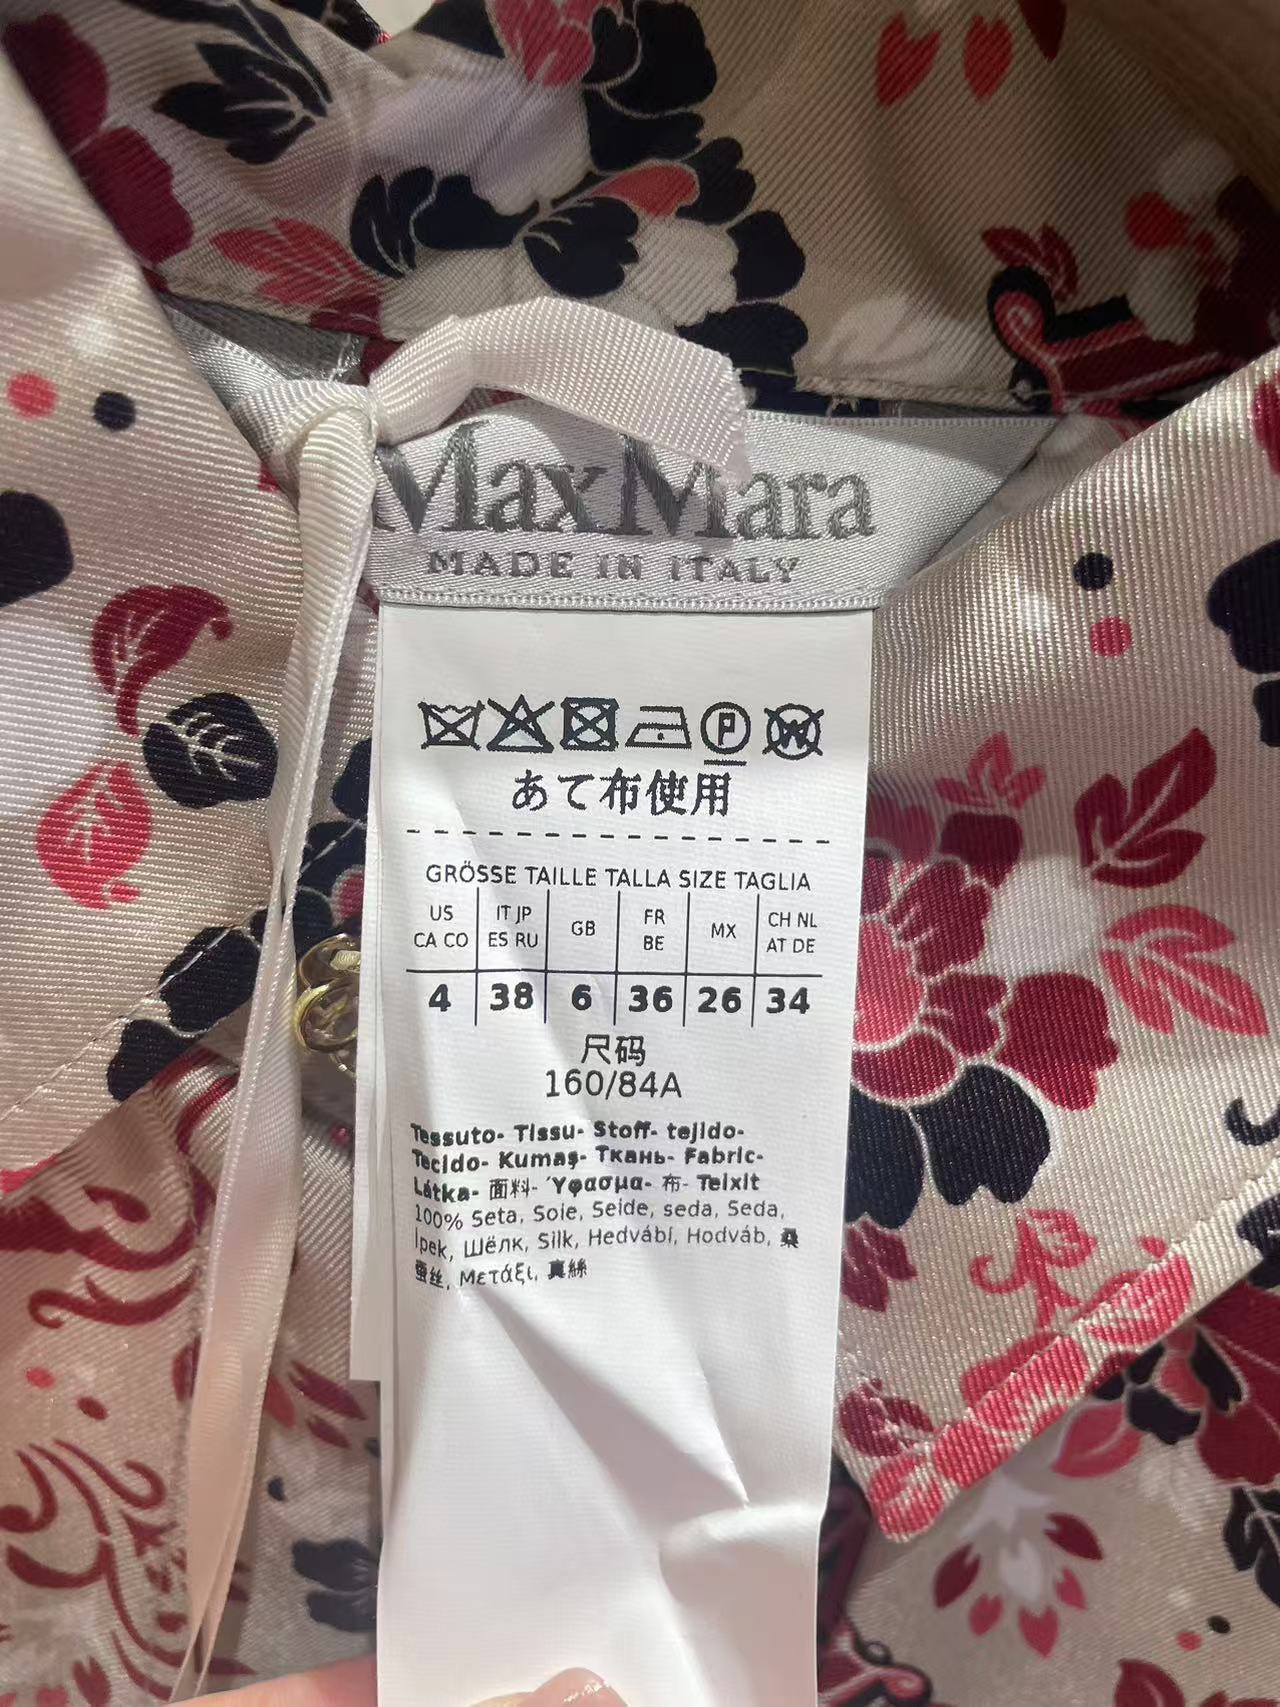 MaxMara
MADE IN ITALY
P
W
あて布使用
GRÖSSE TAILLE TALLA SIZE TAGLIA
US IT JP GB FR MX CH NL
CA CO ES RU BE AT DE
4 38 6 36 26 34
尺码
160/84A
Tessuto- Tissu- Stoff- tejido-
Tecido- Kumaş- Ткань- Fabric-
Látka- 面料- Ύφασμα- 布- Teixit
100% Seta, Soie, Seide, seda, Seda,
İpek, Шёлк, Silk, Hedvábí, Hodváb, 桑
蚕丝, Μετάξι, 真絲